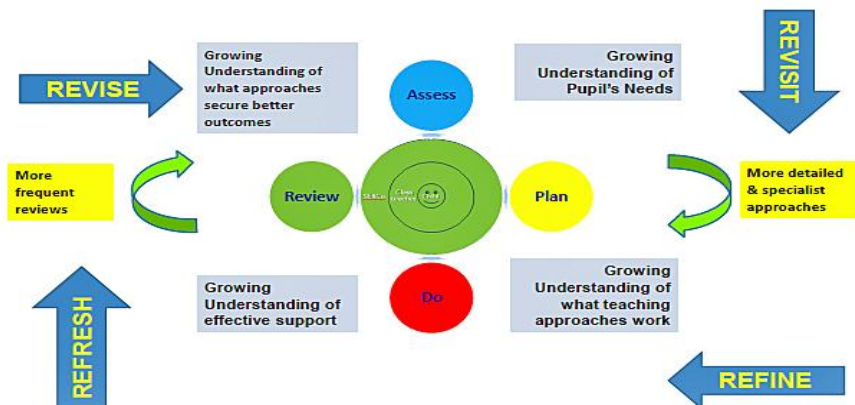 REVISE
Growing
Understanding of
what approaches
secure better
outcomes
Assess
Growing
Understanding of
Pupil's Needs
REVISIT
More
frequent
reviews
Review
Class
teacher
Plan
More detailed
& specialist
approaches
Growing
Understanding of
effective support
Do
Growing
Understanding of
what teaching
approaches work
REFRESH
REFINE